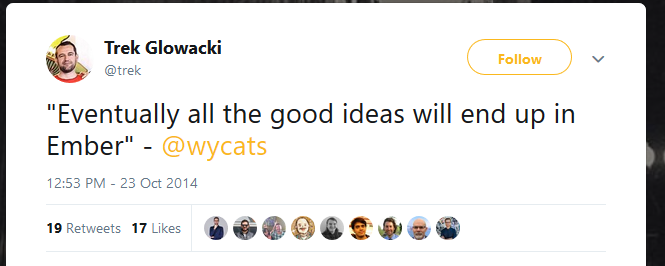 Trek Glowacki
@trek
Follow
"Eventually all the good ideas will end up in
Ember" - @wycats
12:53 PM - 23 Oct 2014
19 Retweets 17 Likes